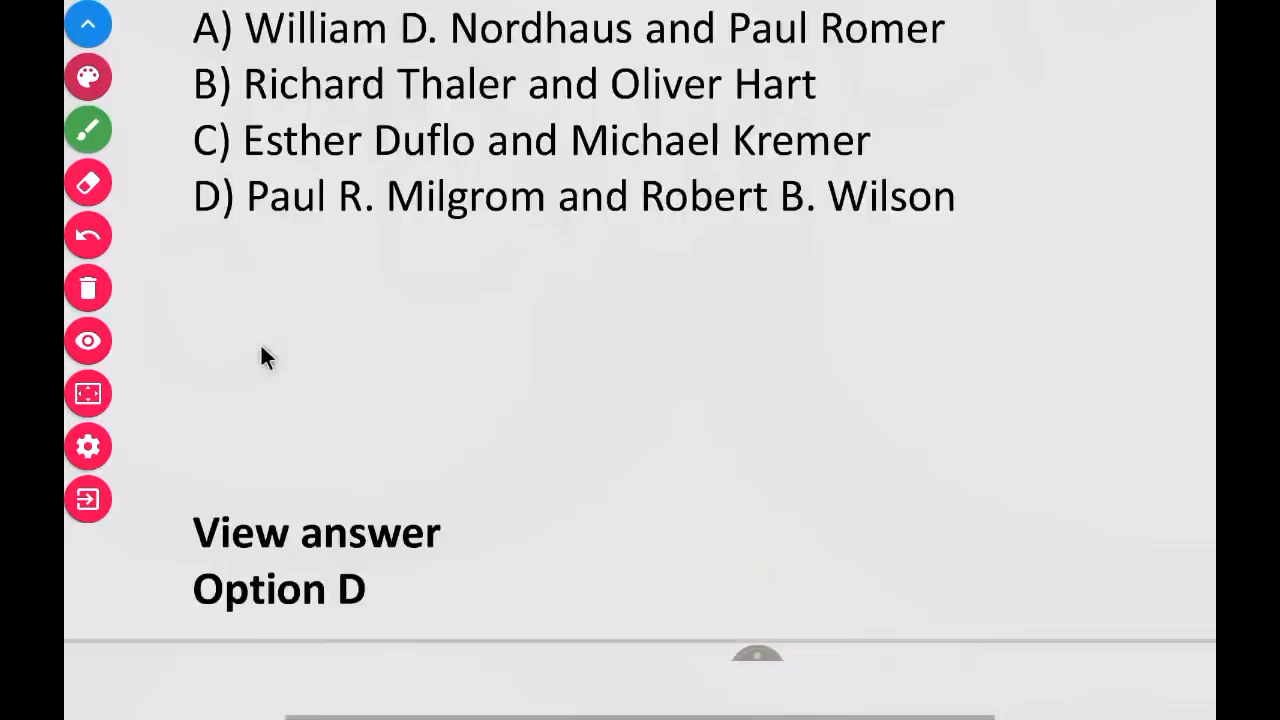 A) William D. Nordhaus and Paul Romer
B) Richard Thaler and Oliver Hart
C) Esther Duflo and Michael Kremer
D) Paul R. Milgrom and Robert B. Wilson
View answer
Option D